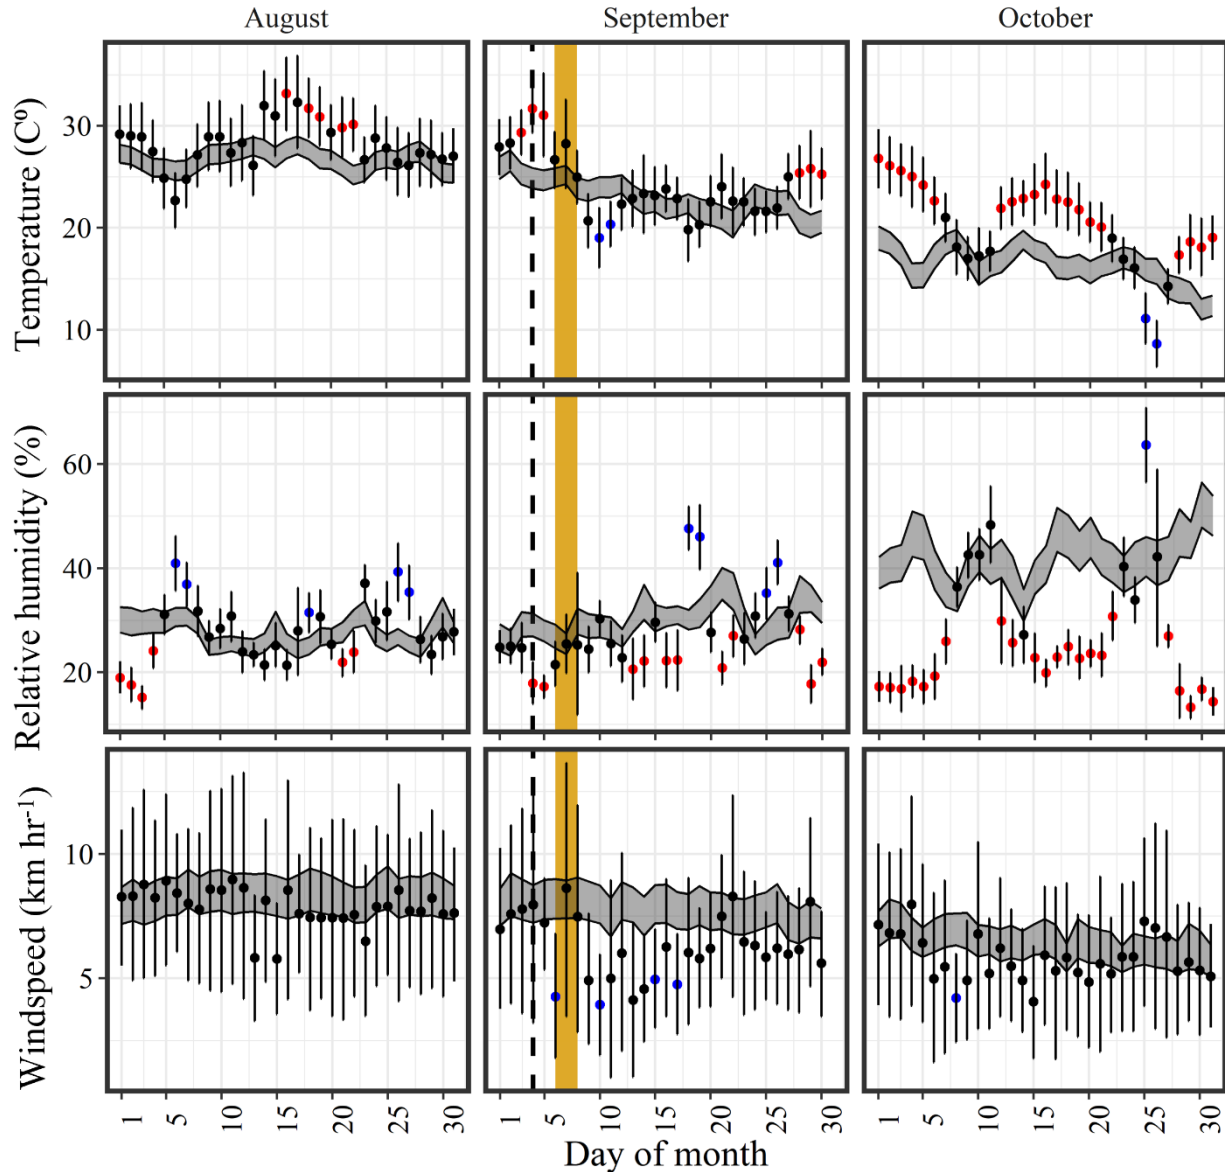 August September October
Temperature (Cº)
30
20
10
Relative humidity (%)
60
40
20
Windspeed (km hr⁻¹)
10
5
1 5 10 15 20 25 30 1 5 10 15 20 25 30 1 5 10 15 20 25 30
Day of month